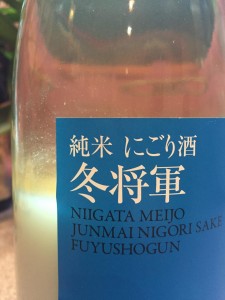 純米 にごり酒
冬将軍
NIIGATA MEIJO
JUNMAI NIGORI SAKE
FUYUSHOGUN